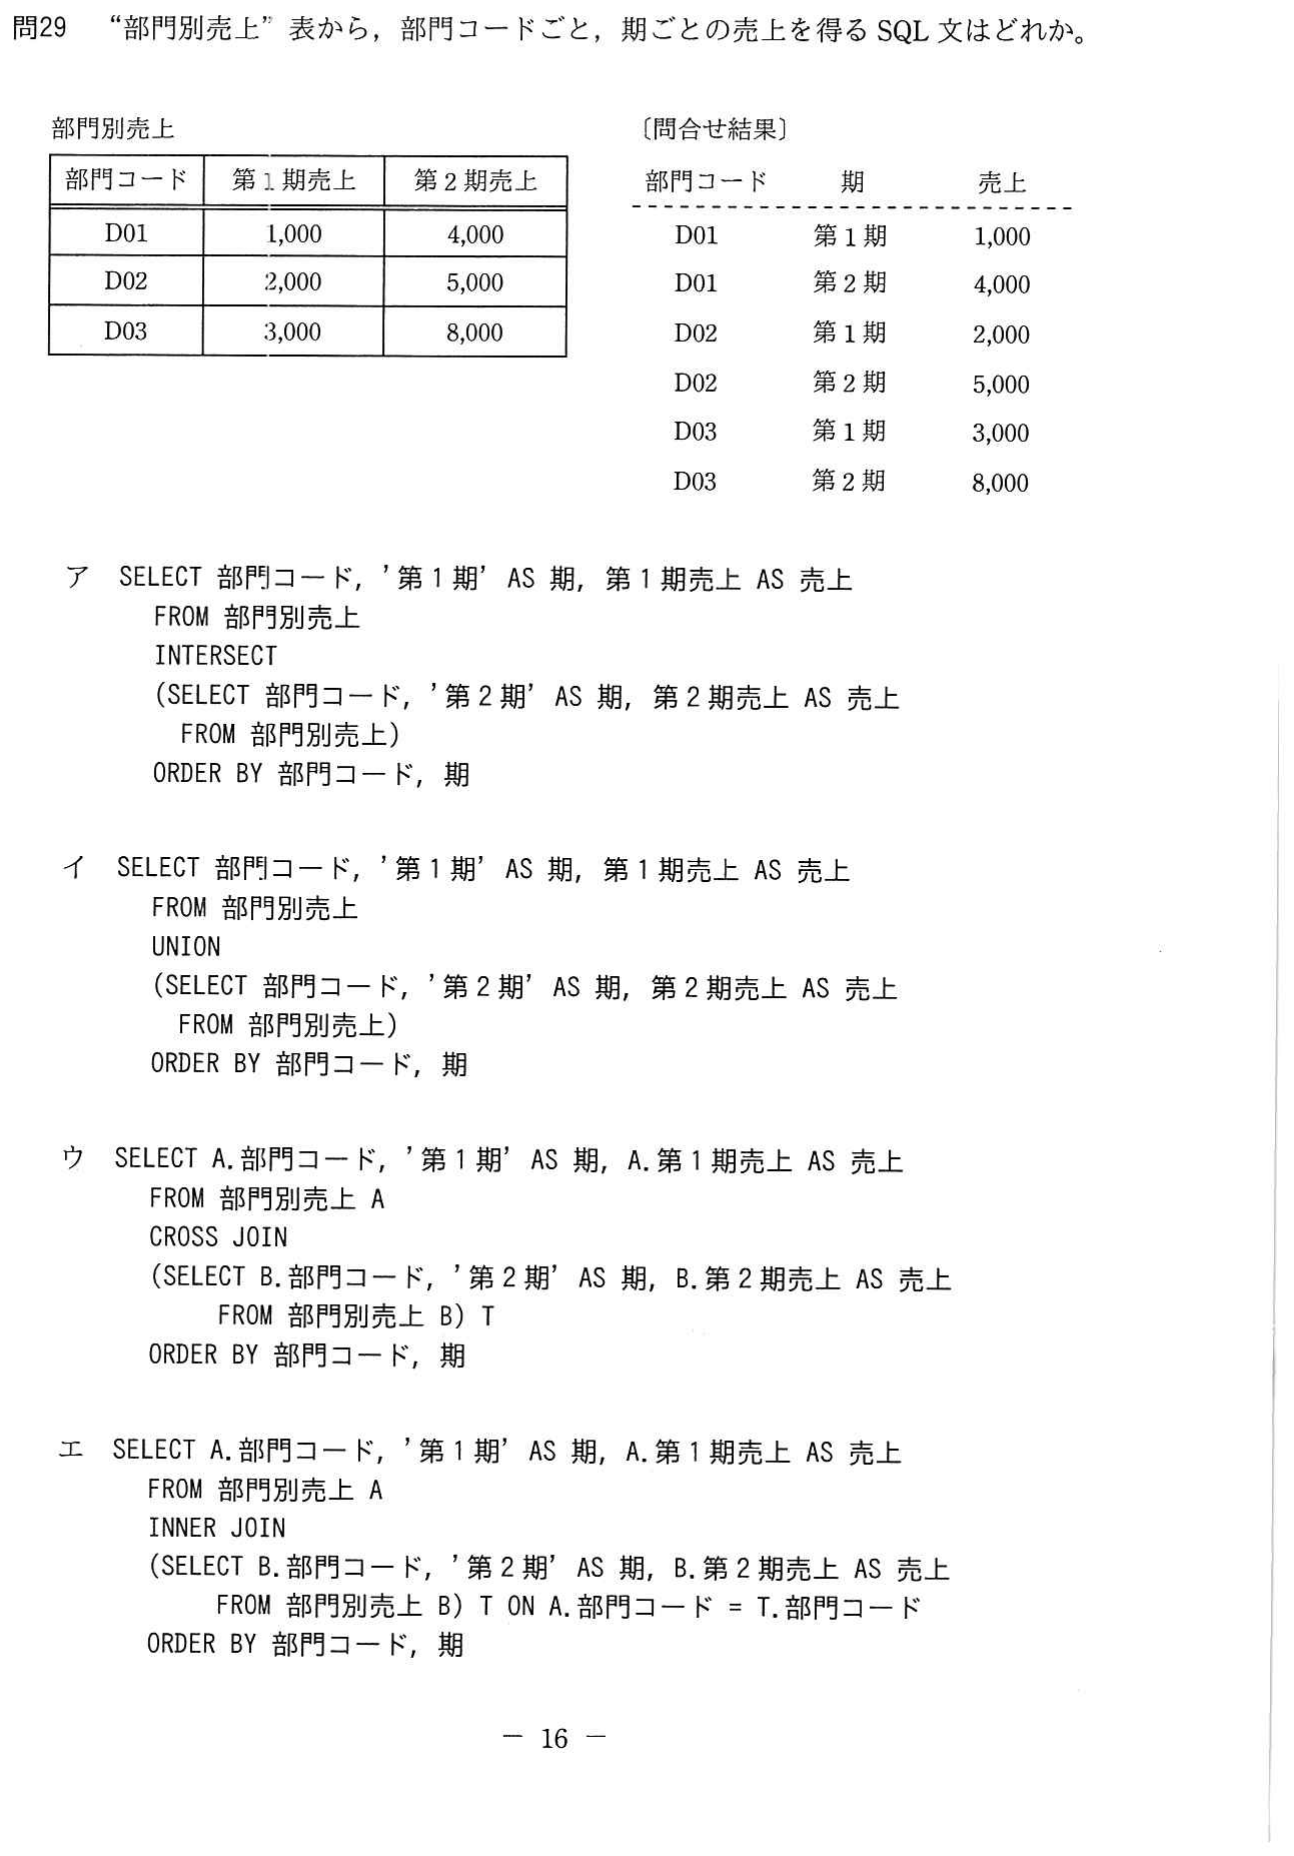 問29 “部門別売上” 表から，部門コードごと，期ごとの売上を得る SQL 文はどれか。
部門別売上
部門コード 第1期売上 第2期売上
D01 1,000 4,000
D02 2,000 5,000
D03 3,000 8,000
〔問合せ結果〕
部門コード 期 売上
D01 第1期 1,000
D01 第2期 4,000
D02 第1期 2,000
D02 第2期 5,000
D03 第1期 3,000
D03 第2期 8,000
ア SELECT 部門コード, ’第1期’ AS 期, 第1期売上 AS 売上
FROM 部門別売上
INTERSECT
(SELECT 部門コード, ’第2期’ AS 期, 第2期売上 AS 売上
FROM 部門別売上)
ORDER BY 部門コード, 期
イ SELECT 部門コード, ’第1期’ AS 期, 第1期売上 AS 売上
FROM 部門別売上
UNION
(SELECT 部門コード, ’第2期’ AS 期, 第2期売上 AS 売上
FROM 部門別売上)
ORDER BY 部門コード, 期
ウ SELECT A.部門コード, ’第1期’ AS 期, A.第1期売上 AS 売上
FROM 部門別売上 A
CROSS JOIN
(SELECT B.部門コード, ’第2期’ AS 期, B.第2期売上 AS 売上
FROM 部門別売上 B) T
ORDER BY 部門コード, 期
エ SELECT A.部門コード, ’第1期’ AS 期, A.第1期売上 AS 売上
FROM 部門別売上 A
INNER JOIN
(SELECT B.部門コード, ’第2期’ AS 期, B.第2期売上 AS 売上
FROM 部門別売上 B) T ON A.部門コード = T.部門コード
ORDER BY 部門コード, 期
－ 16 －